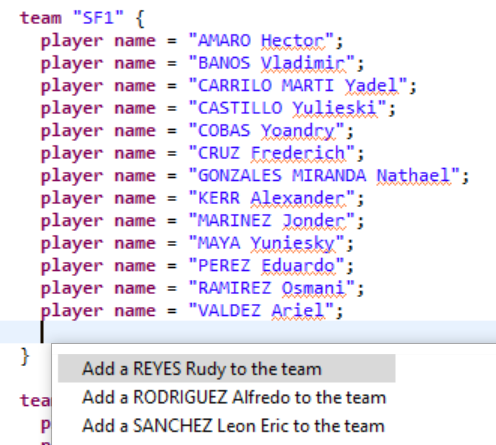 team "SF1" {
player name = "AMARO Hector";
player name = "BANOS Vladimir";
player name = "CARRILO MARTI Yadel";
player name = "CASTILLO Yulieski";
player name = "COBAS Yoandry";
player name = "CRUZ Frederich";
player name = "GONZALES MIRANDA Nathael";
player name = "KERR Alexander";
player name = "MARINEZ Jonder";
player name = "MAYA Yuniesky";
player name = "PEREZ Eduardo";
player name = "RAMIREZ Osmani";
player name = "VALDEZ Ariel";
}
Add a REYES Rudy to the team
Add a RODRIGUEZ Alfredo to the team
Add a SANCHEZ Leon Eric to the team